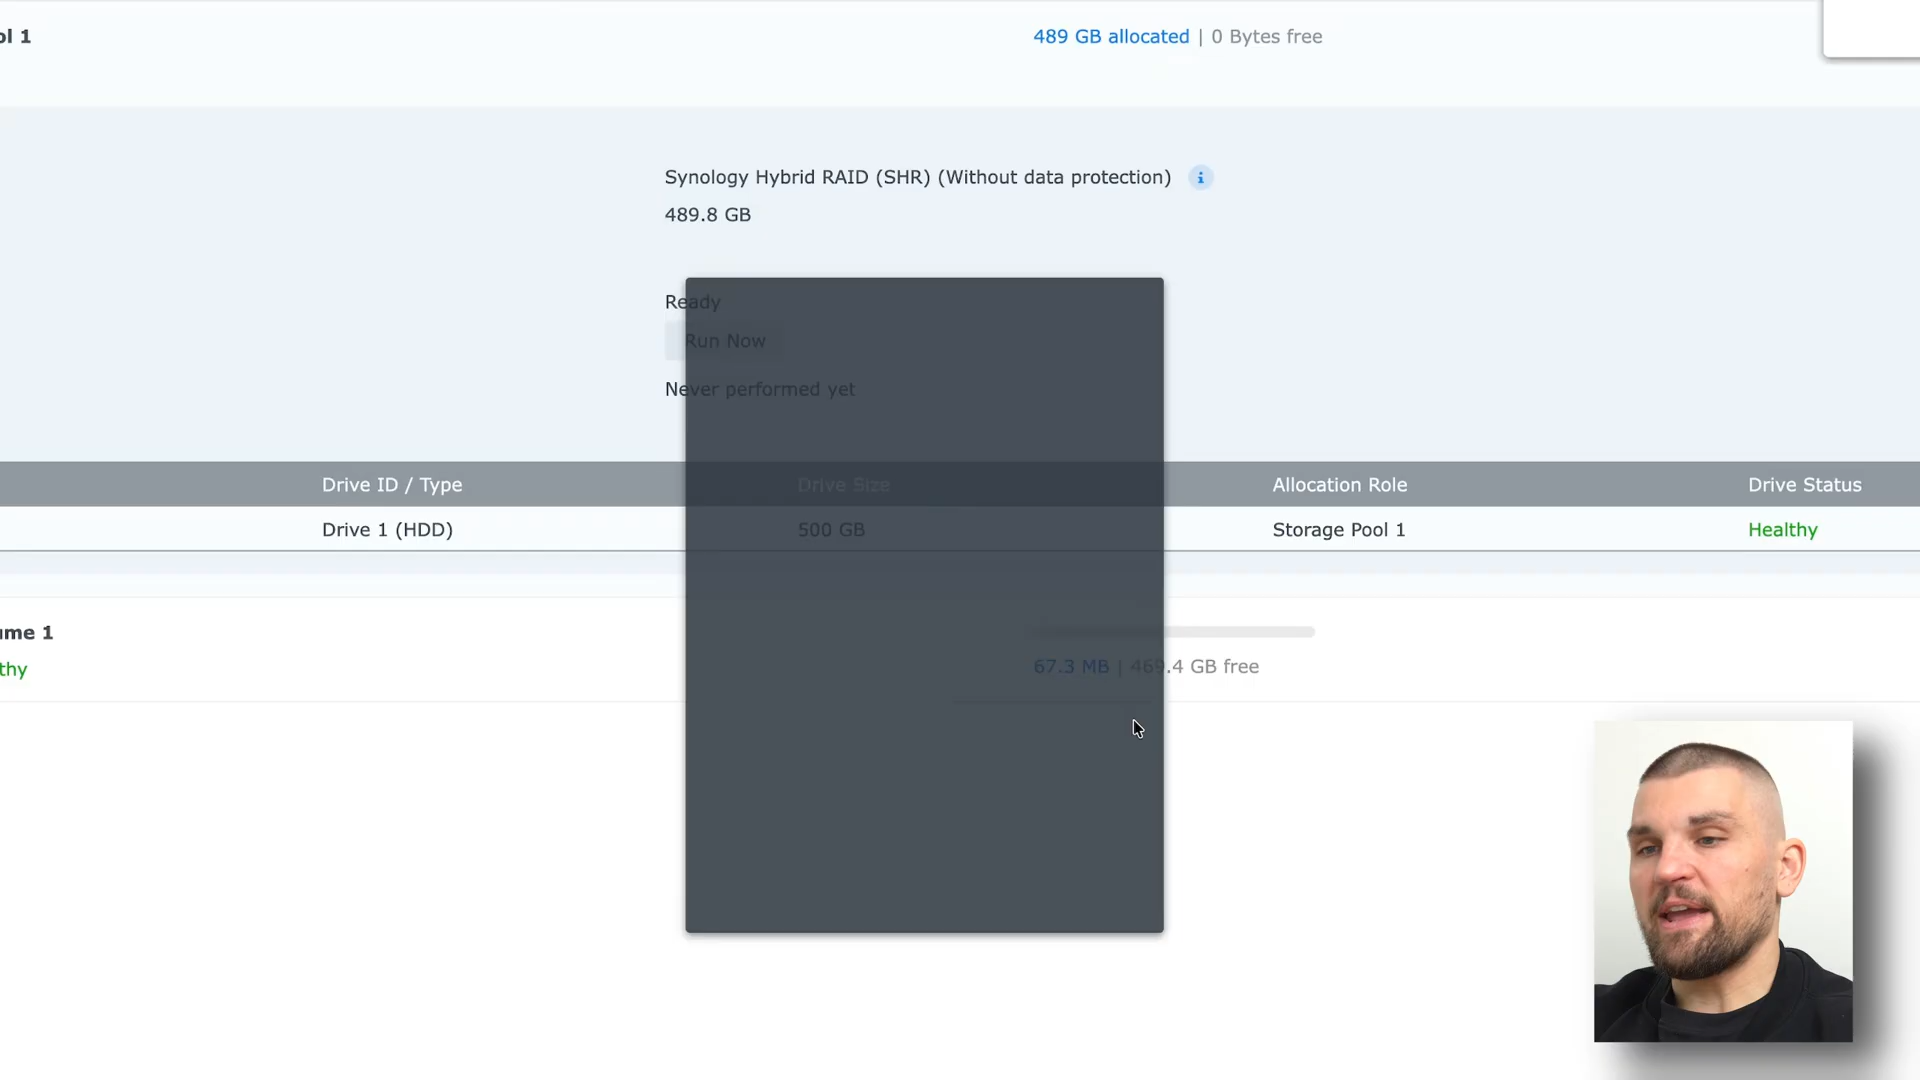 ol 1
489 GB allocated | 0 Bytes free
Synology Hybrid RAID (SHR) (Without data protection) i
489.8 GB
Ready
Run Now
Never performed yet
Drive ID / Type Drive Size Allocation Role Drive Status
Drive 1 (HDD) 500 GB Storage Pool 1 Healthy
ume 1
thy
67.3 MB | 469.4 GB free